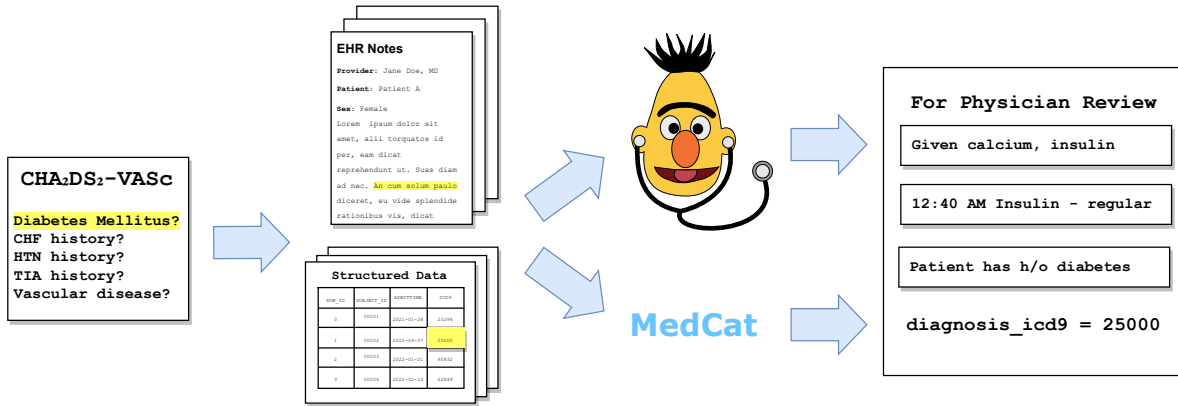 CHA₂DS₂-VASc
Diabetes Mellitus?
CHF history?
HTN history?
TIA history?
Vascular disease?
EHR Notes
Provider: Jane Doe, MD
Patient: Patient A
Sex: Female
Lorem ipsum dolor sit
amet, alii torquatos id
per, eam dicat
reprehendunt ut. Suas diam
ad nec. An cum solum paulo
diceret, eu vide splendide
rationibus vis, dicat
Structured Data
ROW_ID SUBJECT_ID ADMITTIME ICD9
0 00001 2021-01-28 20294
1 00002 2022-04-07 25000
2 00003 2022-01-21 90832
3 00004 2022-02-10 62849
MedCat
For Physician Review
Given calcium, insulin
12:40 AM Insulin - regular
Patient has h/o diabetes
diagnosis_icd9 = 25000